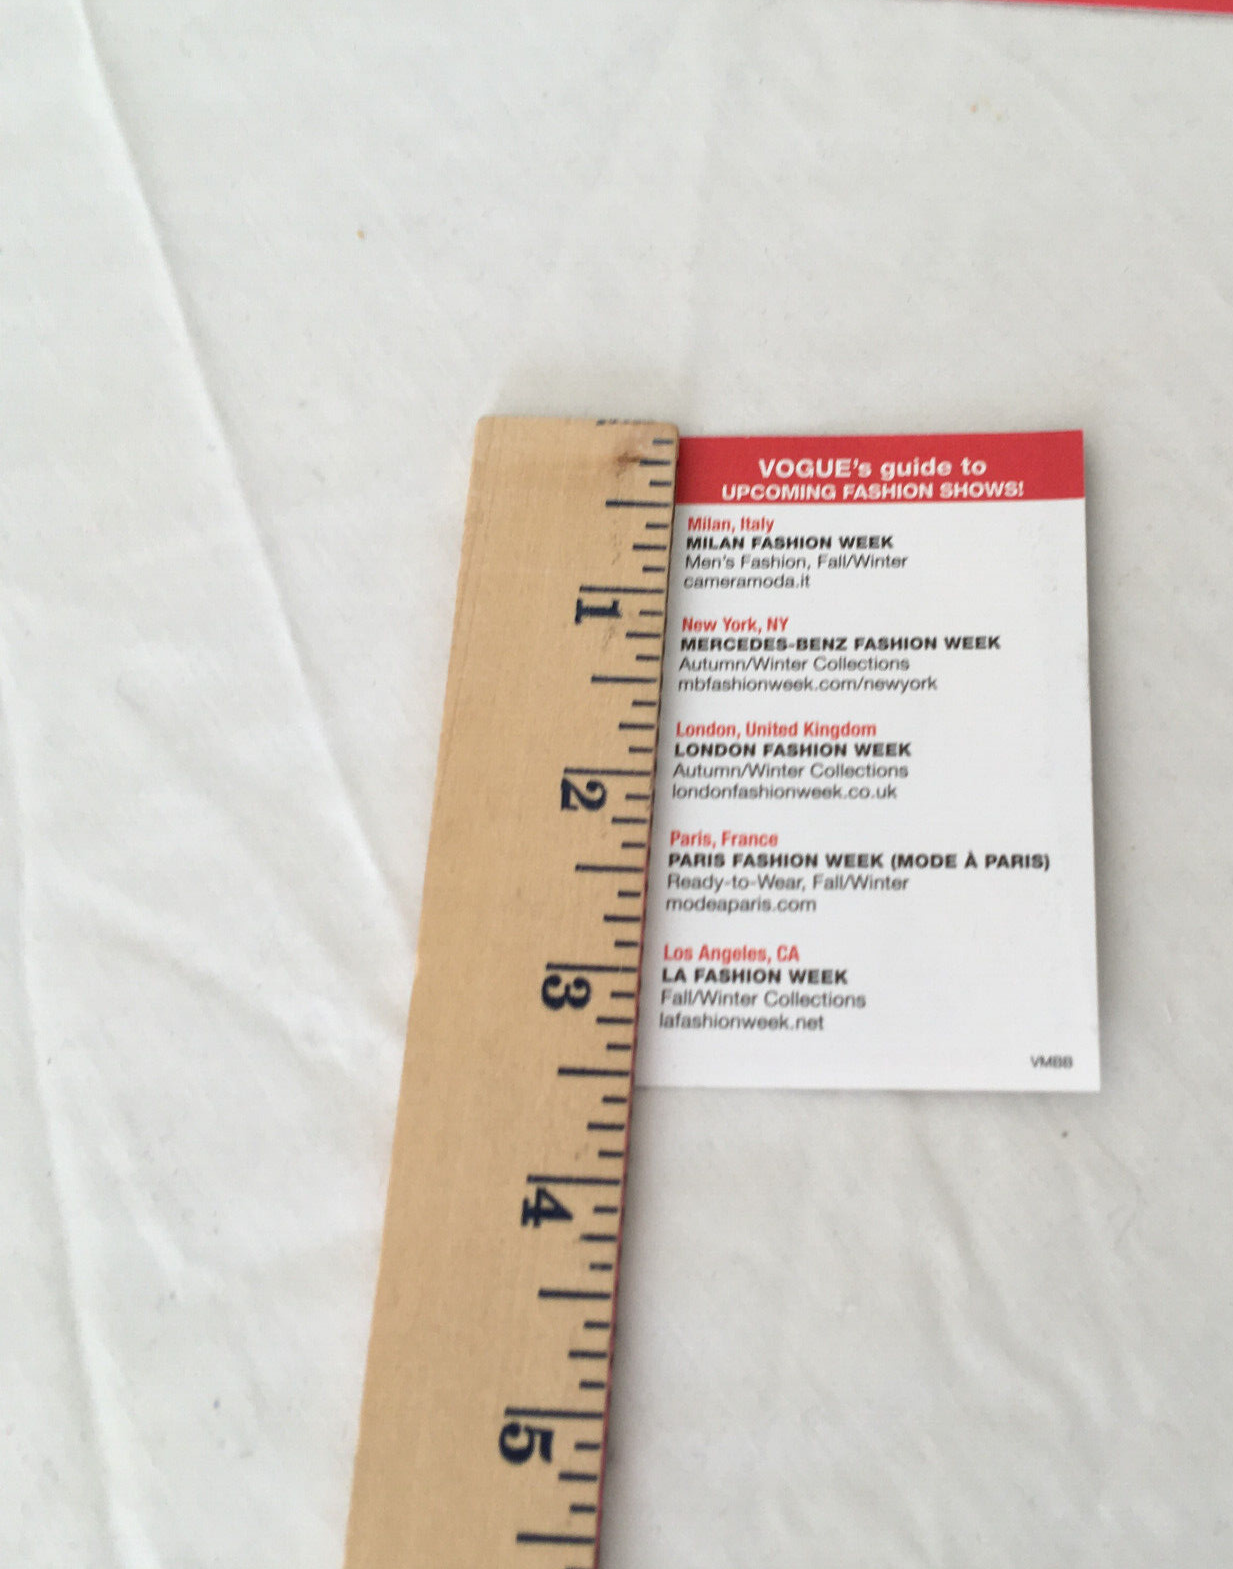 VOGUE's guide to
UPCOMING FASHION SHOWS!
Milan, Italy
MILAN FASHION WEEK
Men's Fashion, Fall/Winter
cameramoda.it
New York, NY
MERCEDES-BENZ FASHION WEEK
Autumn/Winter Collections
mbfashionweek.com/newyork
London, United Kingdom
LONDON FASHION WEEK
Autumn/Winter Collections
londonfashionweek.co.uk
Paris, France
PARIS FASHION WEEK (MODE À PARIS)
Ready-to-Wear, Fall/Winter
modeaparis.com
Los Angeles, CA
LA FASHION WEEK
Fall/Winter Collections
lafashionweek.net
VMBB
1
2
3
4
5